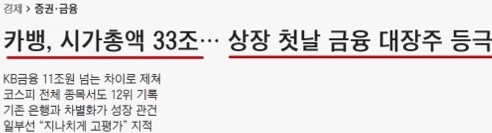 경제 > 증권·금융
카뱅, 시가총액 33조… 상장 첫날 금융 대장주 등극
KB금융 11조원 넘는 차이로 제쳐
코스피 전체 종목서도 12위 기록
기존 은행과 차별화가 성장 관건
일부선 “지나치게 고평가” 지적